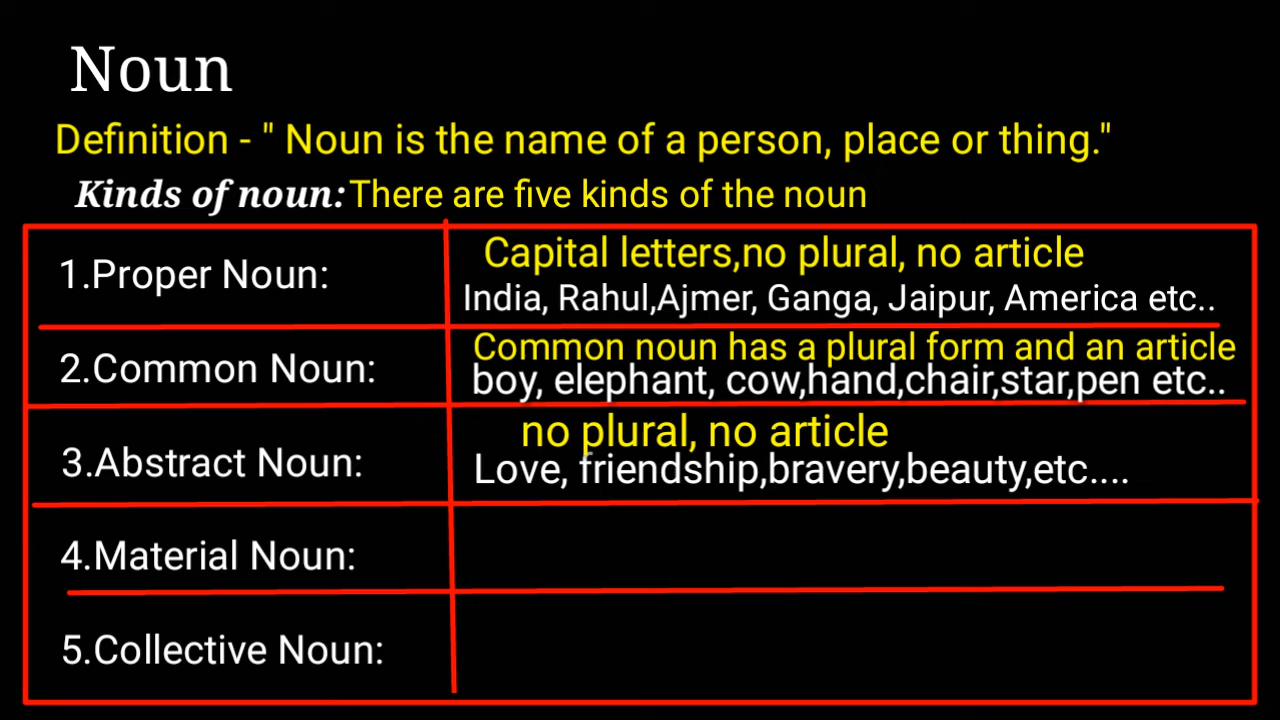 Noun
Definition - " Noun is the name of a person, place or thing."
Kinds of noun: There are five kinds of the noun
1.Proper Noun:
Capital letters,no plural, no article
India, Rahul,Ajmer, Ganga, Jaipur, America etc..
2.Common Noun:
Common noun has a plural form and an article
boy, elephant, cow,hand,chair,star,pen etc..
3.Abstract Noun:
no plural, no article
Love, friendship,bravery,beauty,etc....
4.Material Noun:
5.Collective Noun: